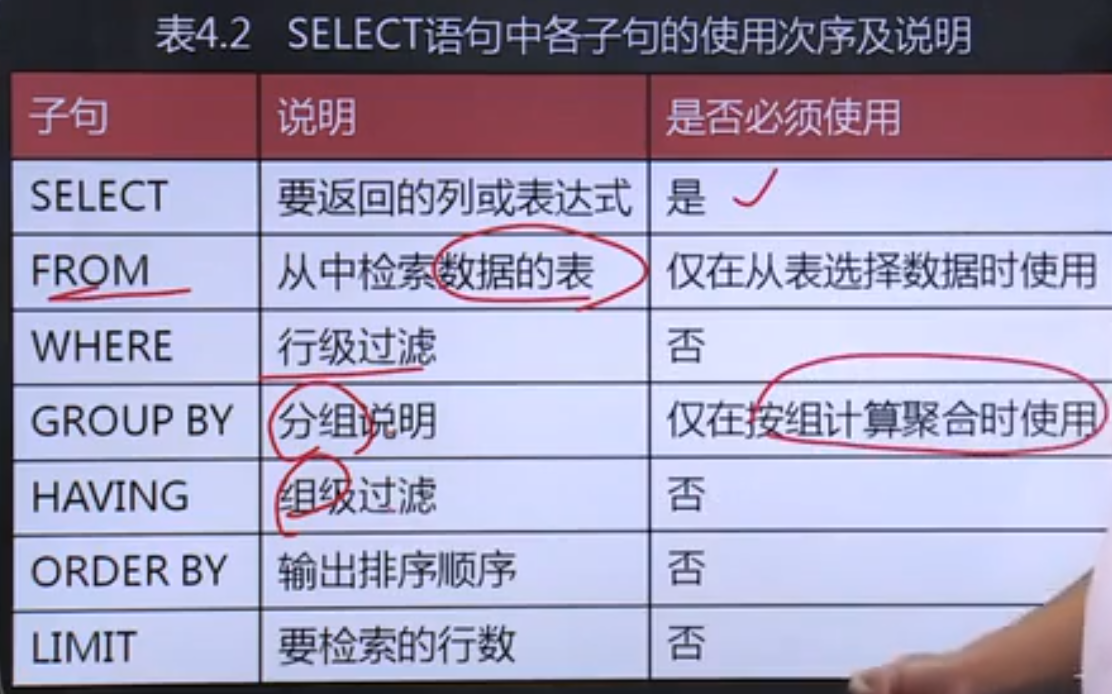 表4.2 SELECT语句中各子句的使用次序及说明
子句 说明 是否必须使用
SELECT 要返回的列或表达式 是
FROM 从中检索数据的表 仅在从表选择数据时使用
WHERE 行级过滤 否
GROUP BY 分组说明 仅在按组计算聚合时使用
HAVING 组级过滤 否
ORDER BY 输出排序顺序 否
LIMIT 要检索的行数 否